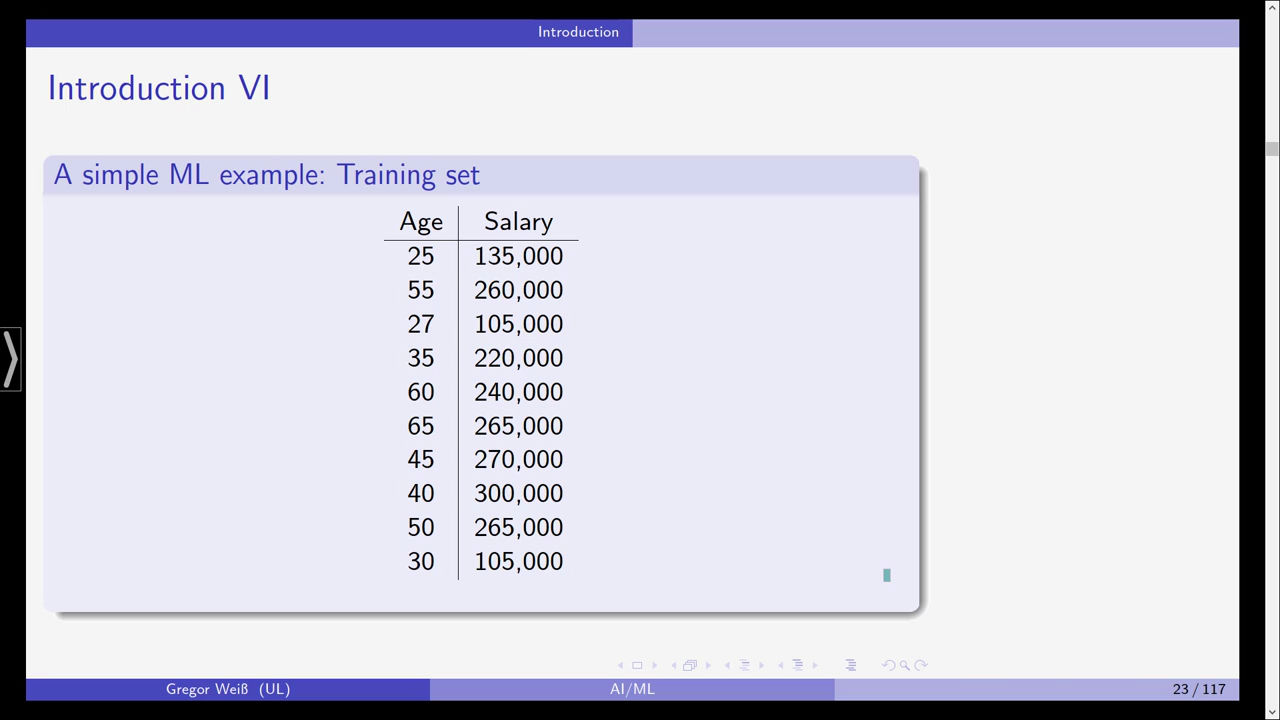 Introduction
Introduction VI
A simple ML example: Training set
Age Salary
25 135,000
55 260,000
27 105,000
35 220,000
60 240,000
65 265,000
45 270,000
40 300,000
50 265,000
30 105,000
Gregor Weiß (UL) AI/ML 23 / 117